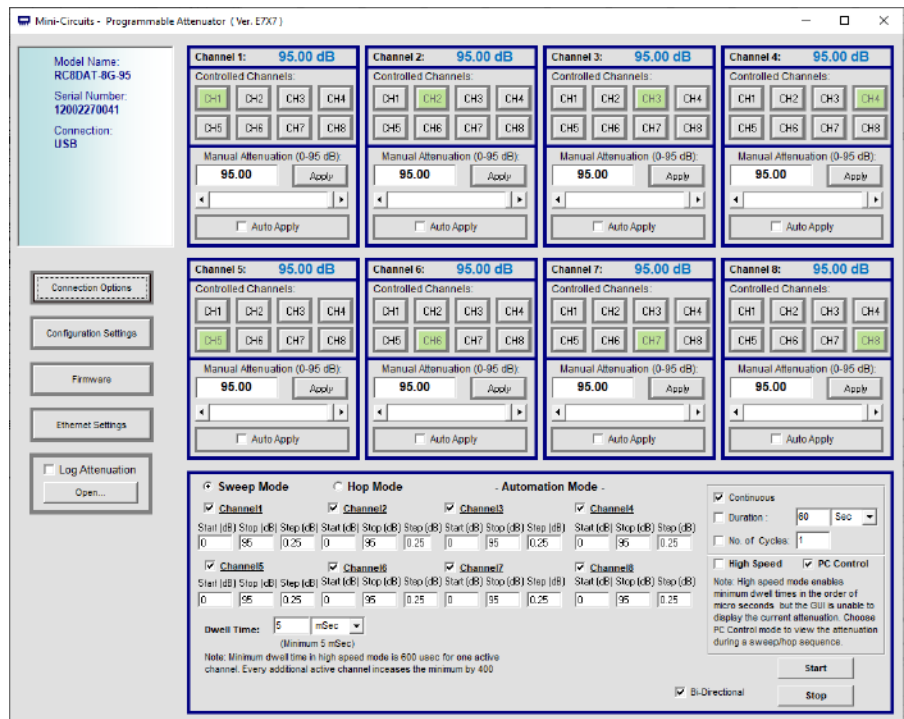 Mini-Circuits - Programmable Attenuator ( Ver. E7X7 )
Model Name:
RC8DAT-8G-95
Serial Number:
12002270041
Connection:
USB
Channel 1: 95.00 dB
Controlled Channels:
CH1 CH2 CH3 CH4
CH5 CH6 CH7 CH8
Manual Attenuation (0-95 dB):
95.00 Apply
Auto Apply
Channel 2: 95.00 dB
Controlled Channels:
CH1 CH2 CH3 CH4
CH5 CH6 CH7 CH8
Manual Attenuation (0-95 dB):
95.00 Apply
Auto Apply
Channel 3: 95.00 dB
Controlled Channels:
CH1 CH2 CH3 CH4
CH5 CH6 CH7 CH8
Manual Attenuation (0-95 dB):
95.00 Apply
Auto Apply
Channel 4: 95.00 dB
Controlled Channels:
CH1 CH2 CH3 CH4
CH5 CH6 CH7 CH8
Manual Attenuation (0-95 dB):
95.00 Apply
Auto Apply
Connection Options
Configuration Settings
Firmware
Ethernet Settings
Log Attenuation
Open...
Channel 5: 95.00 dB
Controlled Channels:
CH1 CH2 CH3 CH4
CH5 CH6 CH7 CH8
Manual Attenuation (0-95 dB):
95.00 Apply
Auto Apply
Channel 6: 95.00 dB
Controlled Channels:
CH1 CH2 CH3 CH4
CH5 CH6 CH7 CH8
Manual Attenuation (0-95 dB):
95.00 Apply
Auto Apply
Channel 7: 95.00 dB
Controlled Channels:
CH1 CH2 CH3 CH4
CH5 CH6 CH7 CH8
Manual Attenuation (0-95 dB):
95.00 Apply
Auto Apply
Channel 8: 95.00 dB
Controlled Channels:
CH1 CH2 CH3 CH4
CH5 CH6 CH7 CH8
Manual Attenuation (0-95 dB):
95.00 Apply
Auto Apply
Sweep Mode Hop Mode - Automation Mode -
Channel1 Channel2 Channel3 Channel4
Start (dB) Stop (dB) Step (dB) Start (dB) Stop (dB) Step (dB) Start (dB) Stop (dB) Step (dB) Start (dB) Stop (dB) Step (dB)
0 95 0.25 0 95 0.25 0 95 0.25 0 95 0.25
Channel5 Channel6 Channel7 Channel8
Start (dB) Stop (dB) Step (dB) Start (dB) Stop (dB) Step (dB) Start (dB) Stop (dB) Step (dB) Start (dB) Stop (dB) Step (dB)
0 95 0.25 0 95 0.25 0 95 0.25 0 95 0.25
Dwell Time: 5 mSec
(Minimum 5 mSec)
Note: Minimum dwell time in high speed mode is 600 usec for one active
channel. Every additional active channel inceases the minimum by 400
Continuous
Duration : 60 Sec
No. of Cycles: 1
High Speed PC Control
Note: High speed mode enables
minimum dwell times in the order of
micro seconds but the GUI is unable to
display the current attenuation. Choose
PC Control mode to view the attenuation
during a sweep/hop sequence.
Start
Bi-Directional Stop